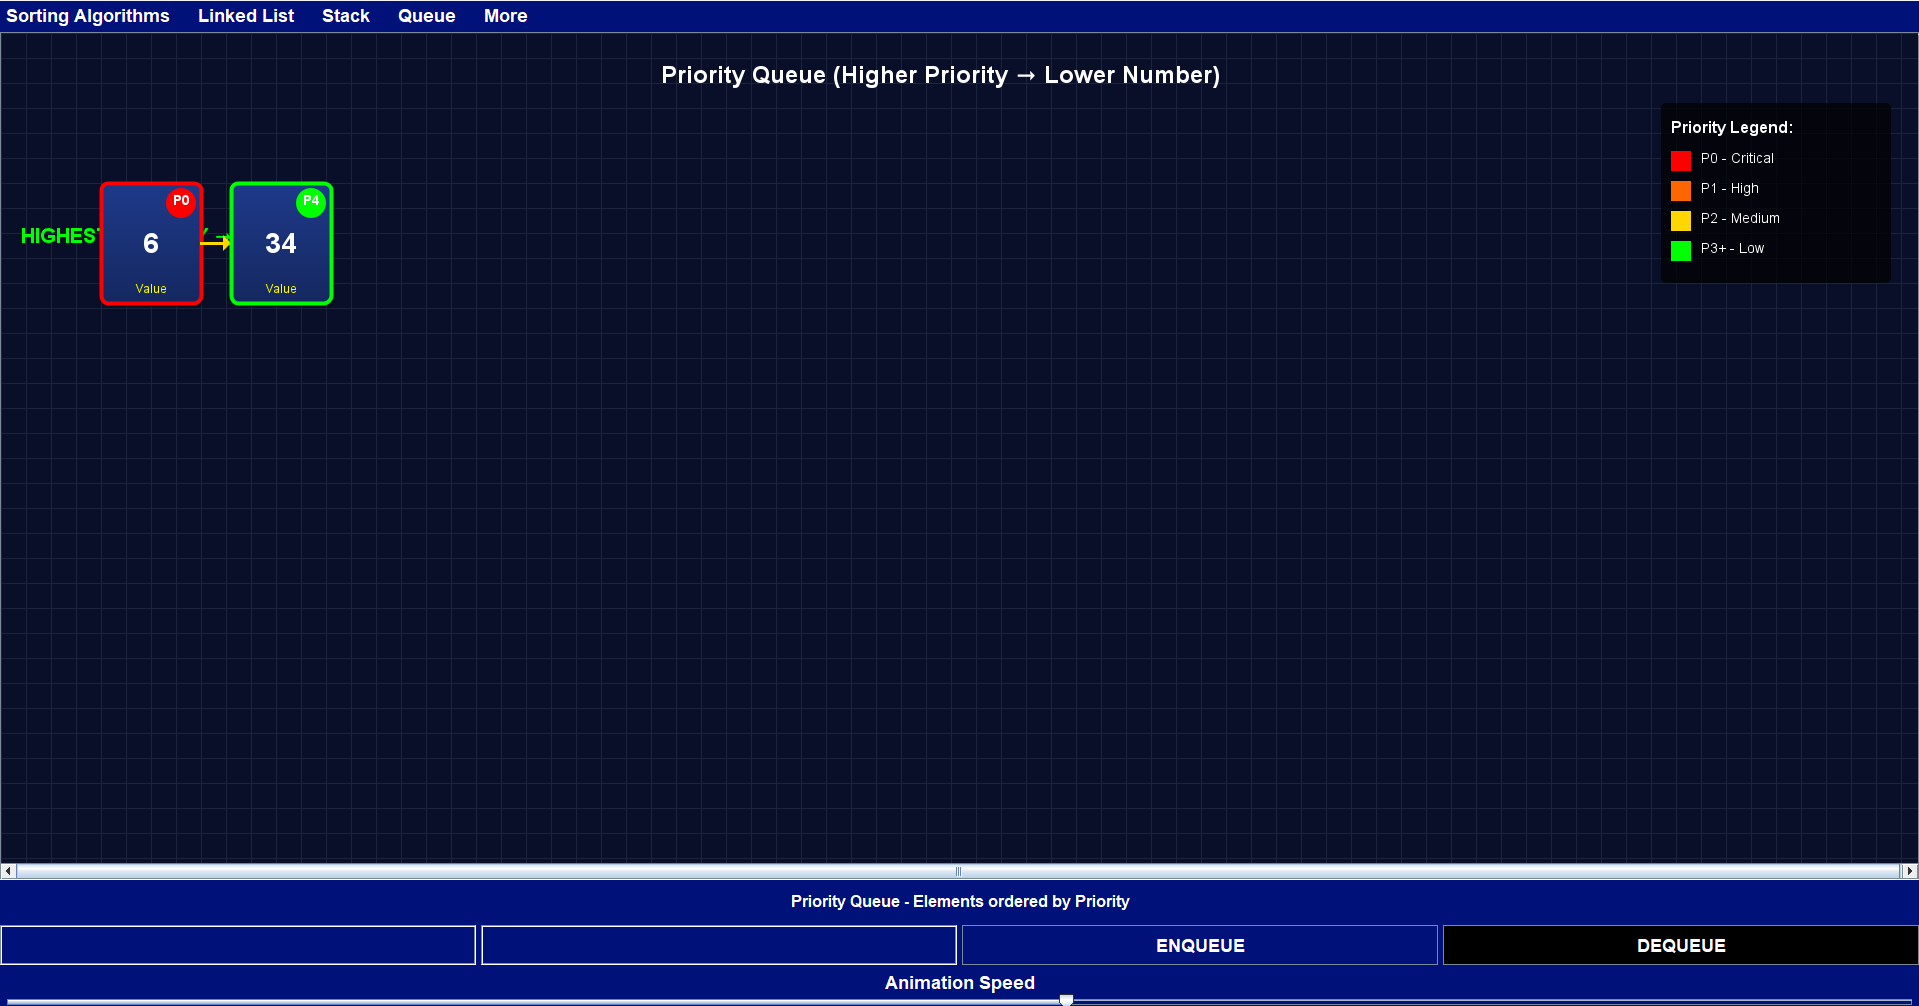 Sorting Algorithms Linked List Stack Queue More
Priority Queue (Higher Priority → Lower Number)
Priority Legend:
P0 - Critical
P1 - High
P2 - Medium
P3+ - Low
P0 P4
6 34
Value Value
Priority Queue - Elements ordered by Priority
ENQUEUE DEQUEUE
Animation Speed